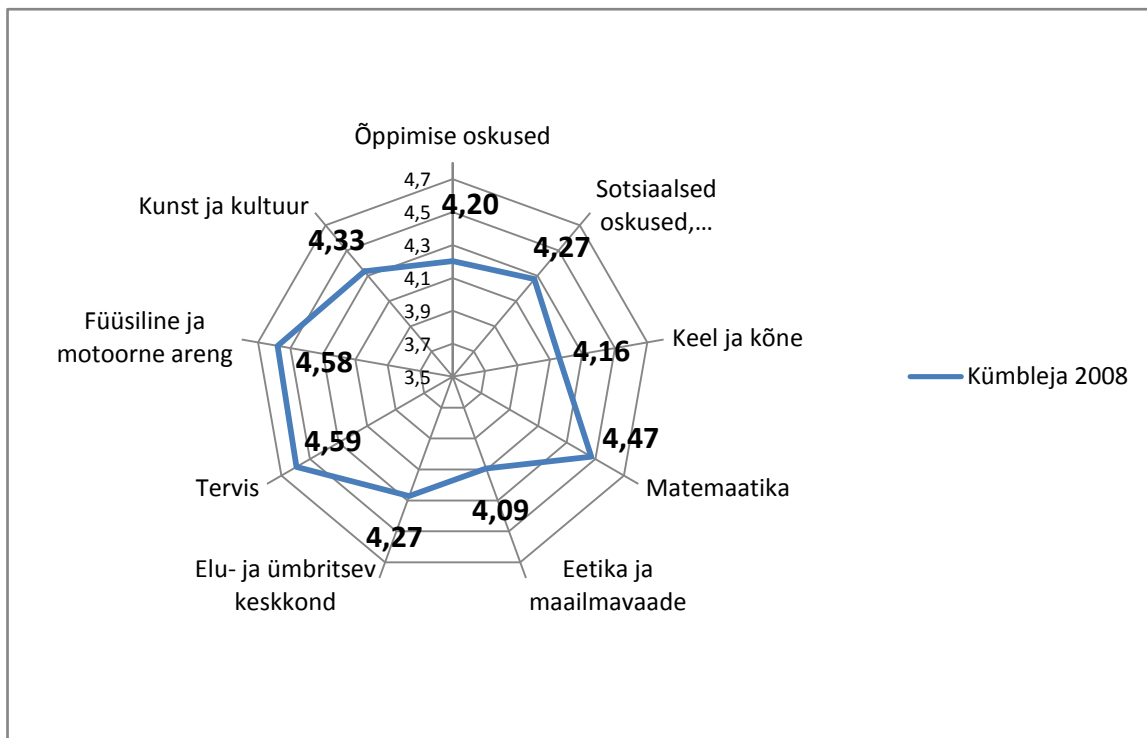 Õppimise oskused
4,7
4,5
4,3
4,1
3,9
3,7
3,5
4,20
Sotsiaalsed
oskused,...
4,27
Keel ja kõne
4,16
Matemaatika
4,47
Eetika ja
maailmavaade
4,09
Elu- ja ümbritsev
keskkond
4,27
Tervis
4,59
Füüsiline ja
motoorne areng
4,58
Kunst ja kultuur
4,33
Kümbleja 2008